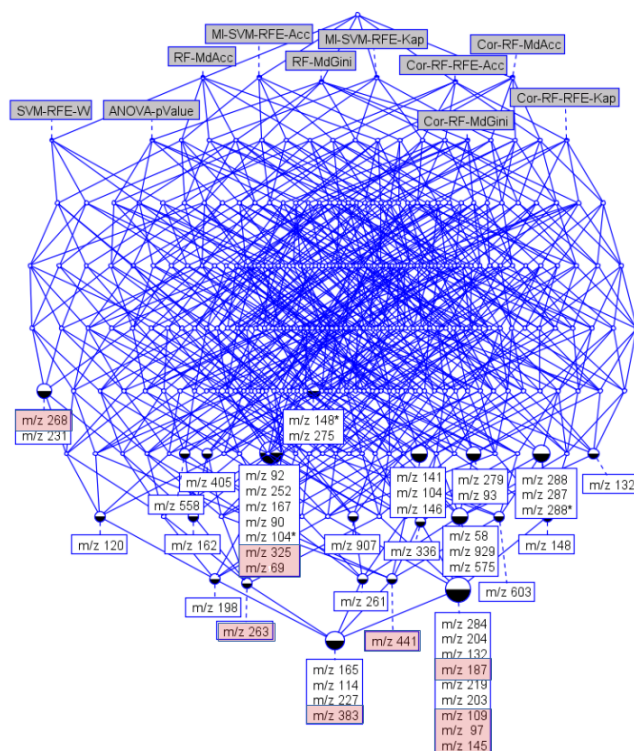 MI-SVM-RFE-Acc
MI-SVM-RFE-Kap
RF-MdAcc
RF-MdGini
Cor-RF-RFE-Acc
Cor-RF-MdAcc
SVM-RFE-W
ANOVA-pValue
Cor-RF-MdGini
Cor-RF-RFE-Kap
m/z 268
m/z 231
m/z 148*
m/z 275
m/z 405
m/z 558
m/z 92
m/z 252
m/z 167
m/z 90
m/z 104*
m/z 325
m/z 69
m/z 141
m/z 104
m/z 146
m/z 279
m/z 93
m/z 288
m/z 287
m/z 288*
m/z 132
m/z 120
m/z 162
m/z 907
m/z 336
m/z 58
m/z 929
m/z 575
m/z 148
m/z 198
m/z 263
m/z 261
m/z 441
m/z 603
m/z 165
m/z 114
m/z 227
m/z 383
m/z 284
m/z 204
m/z 132
m/z 187
m/z 219
m/z 203
m/z 109
m/z 97
m/z 145